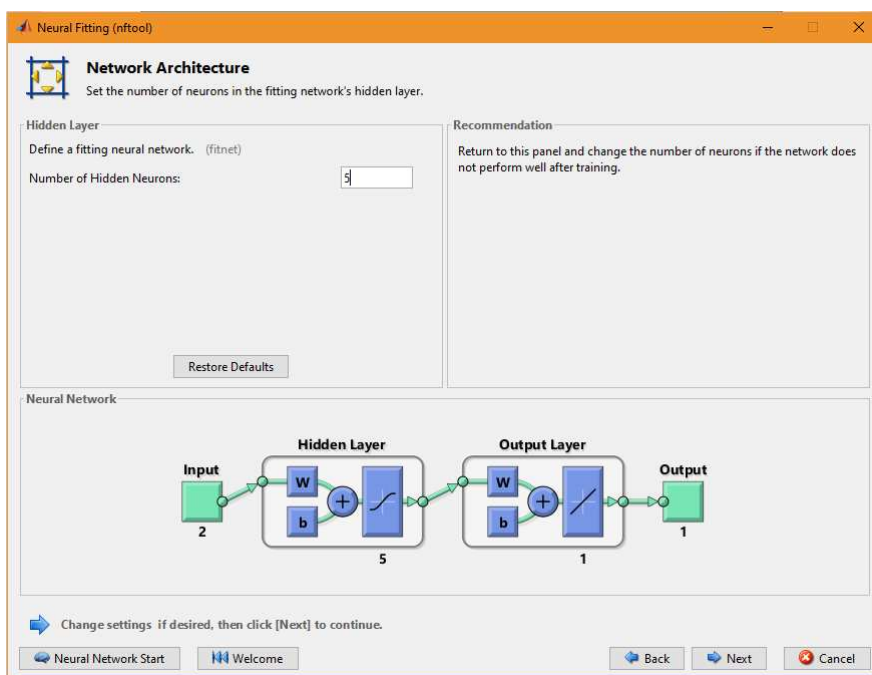 Neural Fitting (nftool)
Network Architecture
Set the number of neurons in the fitting network's hidden layer.
Hidden Layer
Define a fitting neural network. (fitnet)
Number of Hidden Neurons:
5
Restore Defaults
Recommendation
Return to this panel and change the number of neurons if the network does
not perform well after training.
Neural Network
Hidden Layer
Output Layer
Input
W
b
W
b
Output
2
5
1
1
Change settings if desired, then click [Next] to continue.
Neural Network Start
Welcome
Back
Next
Cancel